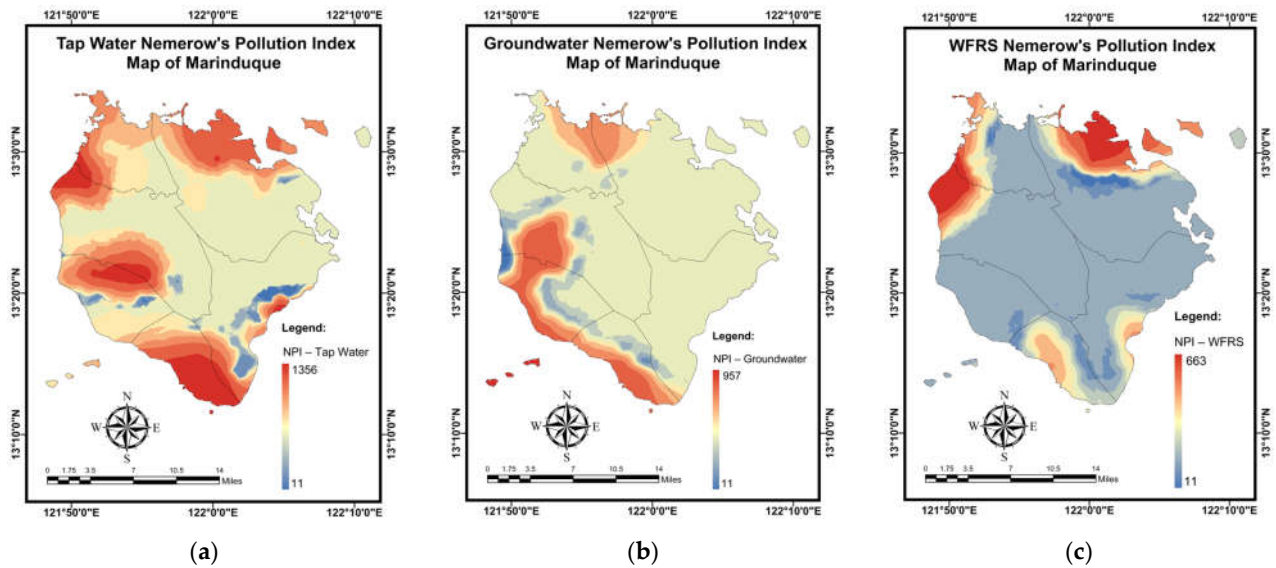 121°50'0"E 122°0'0"E 122°10'0"E
Tap Water Nemerow's Pollution Index
Map of Marinduque
13°30'0"N
13°30'0"N
13°20'0"N
13°20'0"N
13°10'0"N
13°10'0"N
Legend:
NPI – Tap Water
1356
11
N
W E
S
0 1.75 3.5 7 10.5 14
Miles
121°50'0"E 122°0'0"E 122°10'0"E
(a)
121°50'0"E 122°0'0"E 122°10'0"E
Groundwater Nemerow's Pollution Index
Map of Marinduque
13°30'0"N
13°30'0"N
13°20'0"N
13°20'0"N
13°10'0"N
13°10'0"N
Legend:
NPI – Groundwater
957
11
N
W E
S
0 1.75 3.5 7 10.5 14
Miles
121°50'0"E 122°0'0"E 122°10'0"E
(b)
121°50'0"E 122°0'0"E 122°10'0"E
WFRS Nemerow's Pollution Index
Map of Marinduque
13°30'0"N
13°30'0"N
13°20'0"N
13°20'0"N
13°10'0"N
13°10'0"N
Legend:
NPI – WFRS
663
11
N
W E
S
0 1.75 3.5 7 10.5 14
Miles
121°50'0"E 122°0'0"E 122°10'0"E
(c)